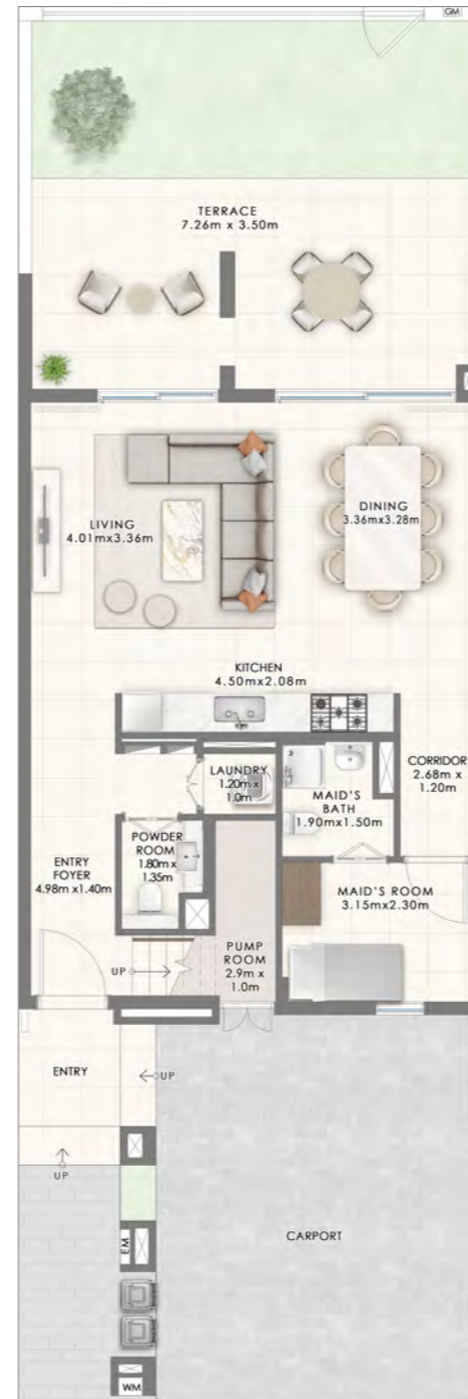 GM
TERRACE
7.26m x 3.50m
LIVING
4.01mx3.36m
DINING
3.36mx3.28m
KITCHEN
4.50mx2.08m
CORRIDOR
2.68m x
1.20m
LAUNDRY
1.20m x
1.0m
MAID'S
BATH
1.90mx1.50m
POWDER
ROOM
1.80m x
1.35m
ENTRY
FOYER
4.98m x1.40m
MAID'S ROOM
3.15mx2.30m
UP
PUMP
ROOM
2.9m x
1.0m
ENTRY
UP
UP
CARPORT
EM
WM